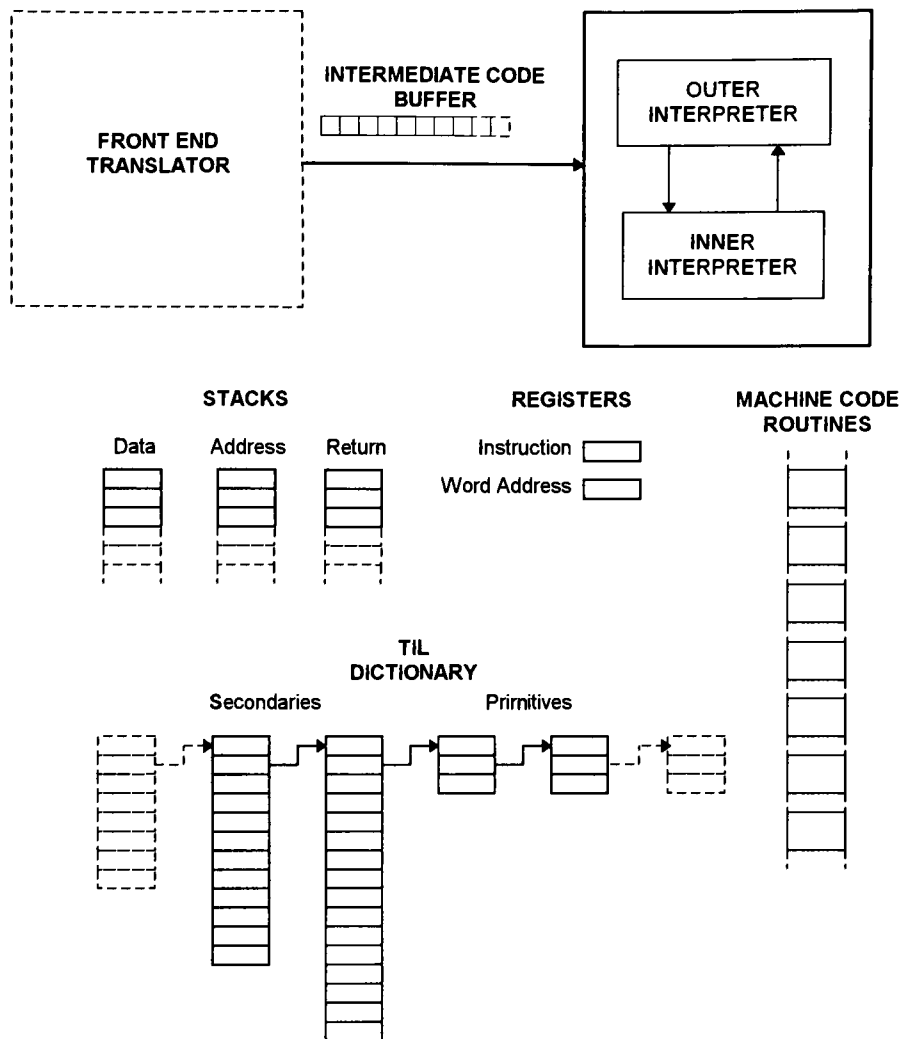 INTERMEDIATE CODE
BUFFER
FRONT END
TRANSLATOR
OUTER
INTERPRETER
INNER
INTERPRETER
STACKS
REGISTERS
MACHINE CODE
ROUTINES
Data
Address
Return
Instruction
Word Address
TIL
DICTIONARY
Secondaries
Primitives